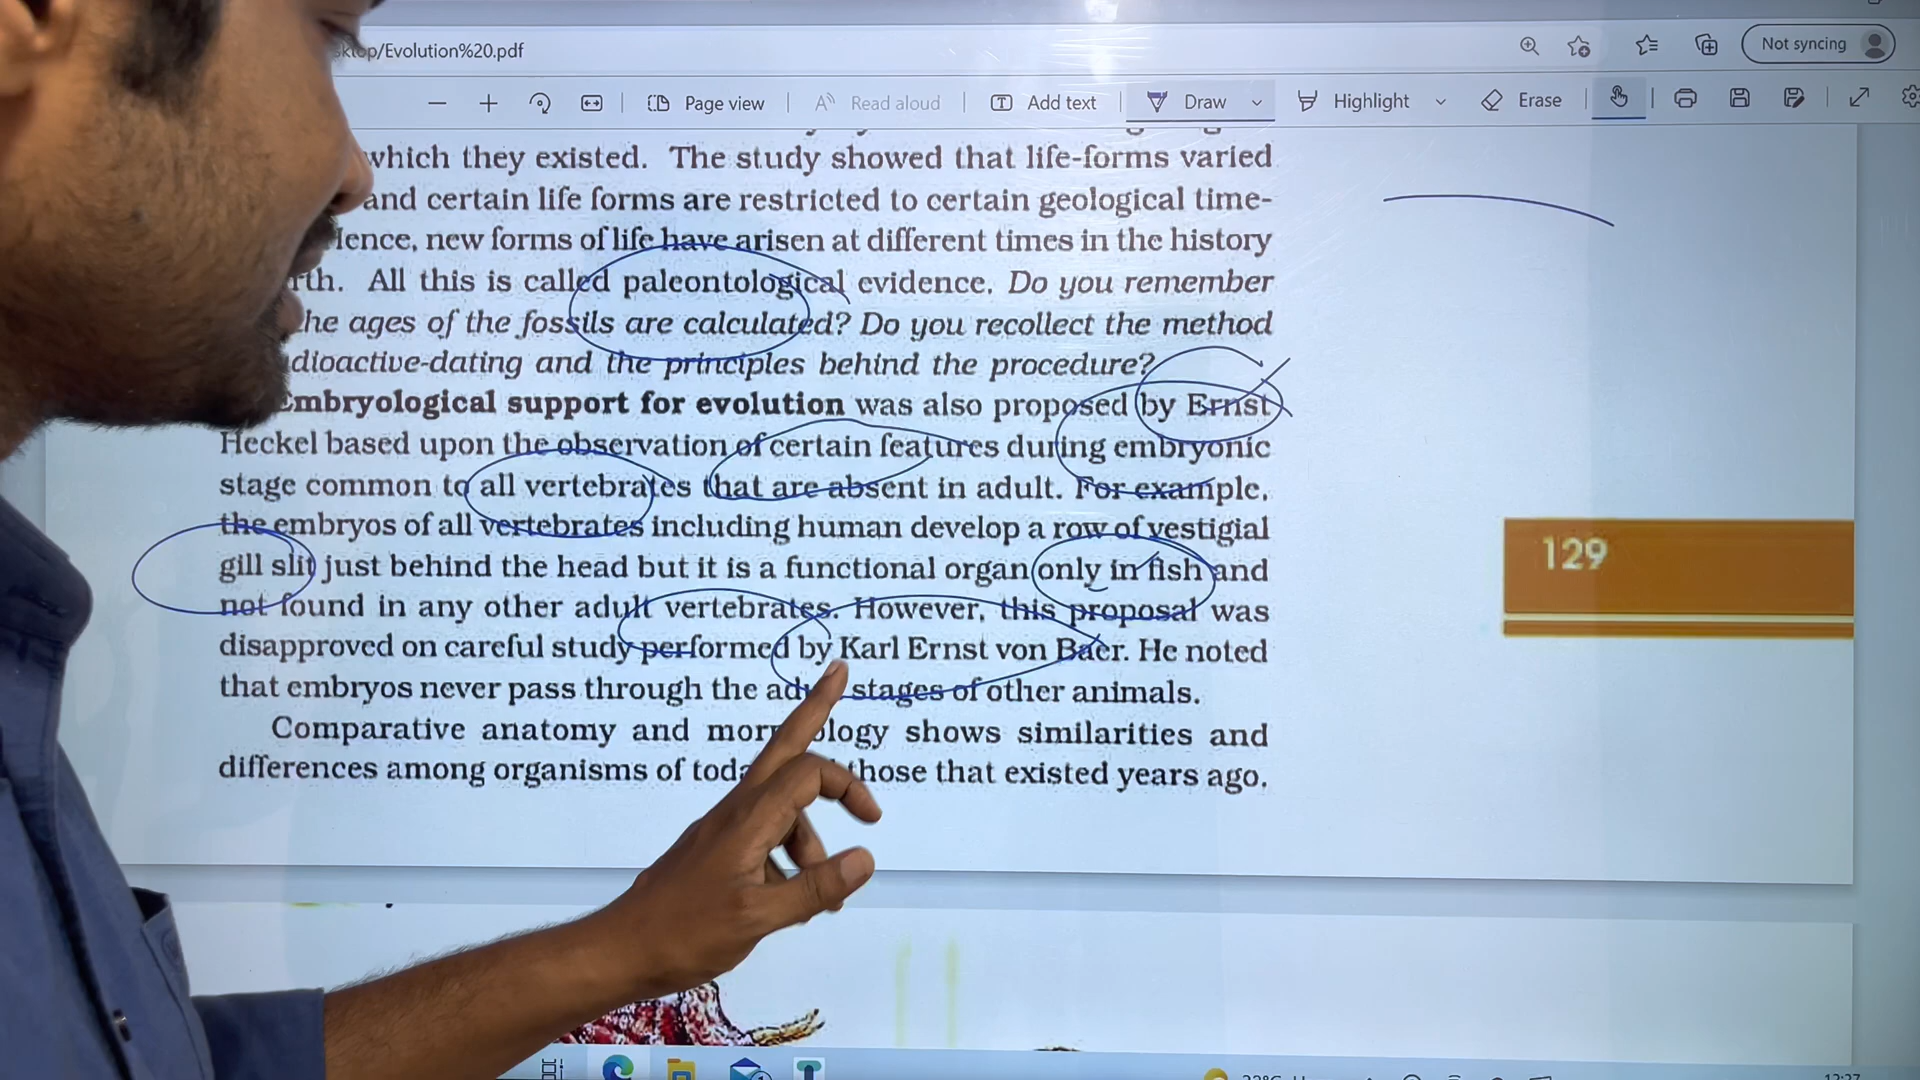 sktop/Evolution%20.pdf
Not syncing
Page view
Read aloud
Add text
Draw
Highlight
Erase
which they existed. The study showed that life-forms varied
and certain life forms are restricted to certain geological time-
Hence, new forms of life have arisen at different times in the history
rth. All this is called paleontological evidence. Do you remember
the ages of the fossils are calculated? Do you recollect the method
dioactive-dating and the principles behind the procedure?
Embryological support for evolution was also proposed by Ernst
Heckel based upon the observation of certain features during embryonic
stage common to all vertebrates that are absent in adult. For example,
the embryos of all vertebrates including human develop a row of vestigial
gill slit just behind the head but it is a functional organ only in fish and
not found in any other adult vertebrates. However, this proposal was
disapproved on careful study performed by Karl Ernst von Baer. He noted
that embryos never pass through the adu stages of other animals.
Comparative anatomy and mor ology shows similarities and
differences among organisms of toda those that existed years ago.
129